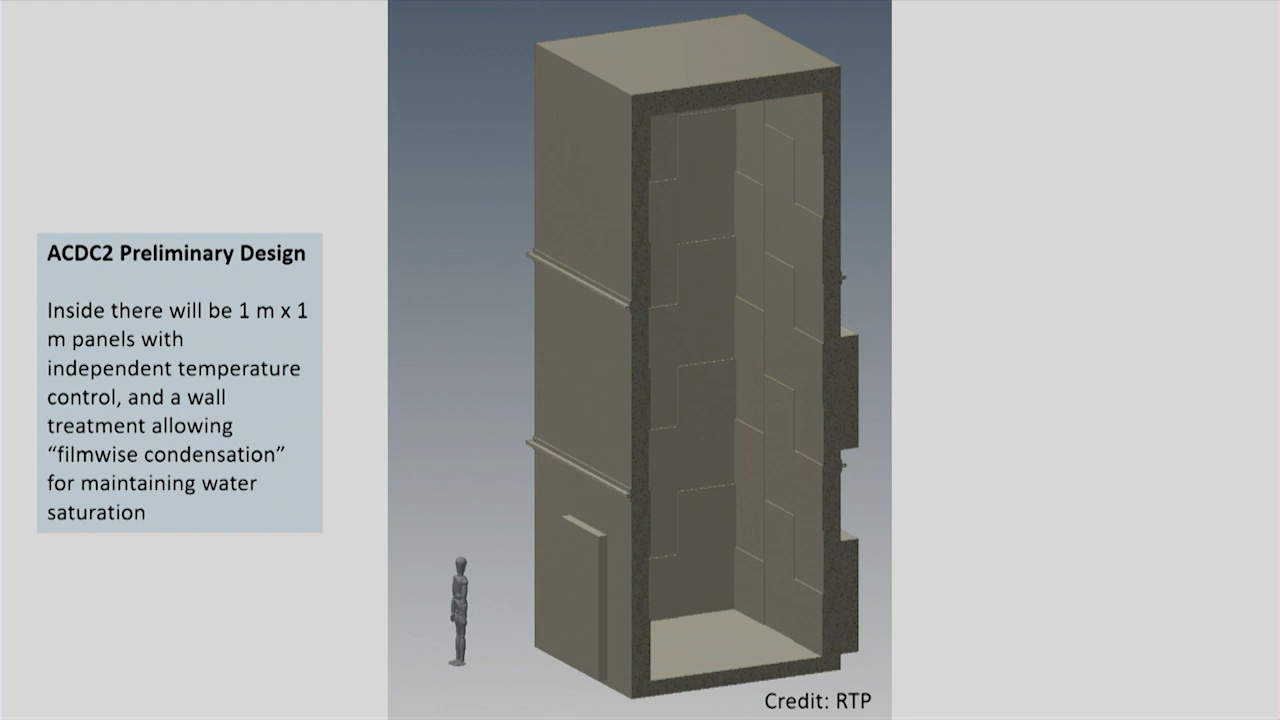 ACDC2 Preliminary Design
Inside there will be 1 m x 1
m panels with
independent temperature
control, and a wall
treatment allowing
“filmwise condensation”
for maintaining water
saturation
Credit: RTP